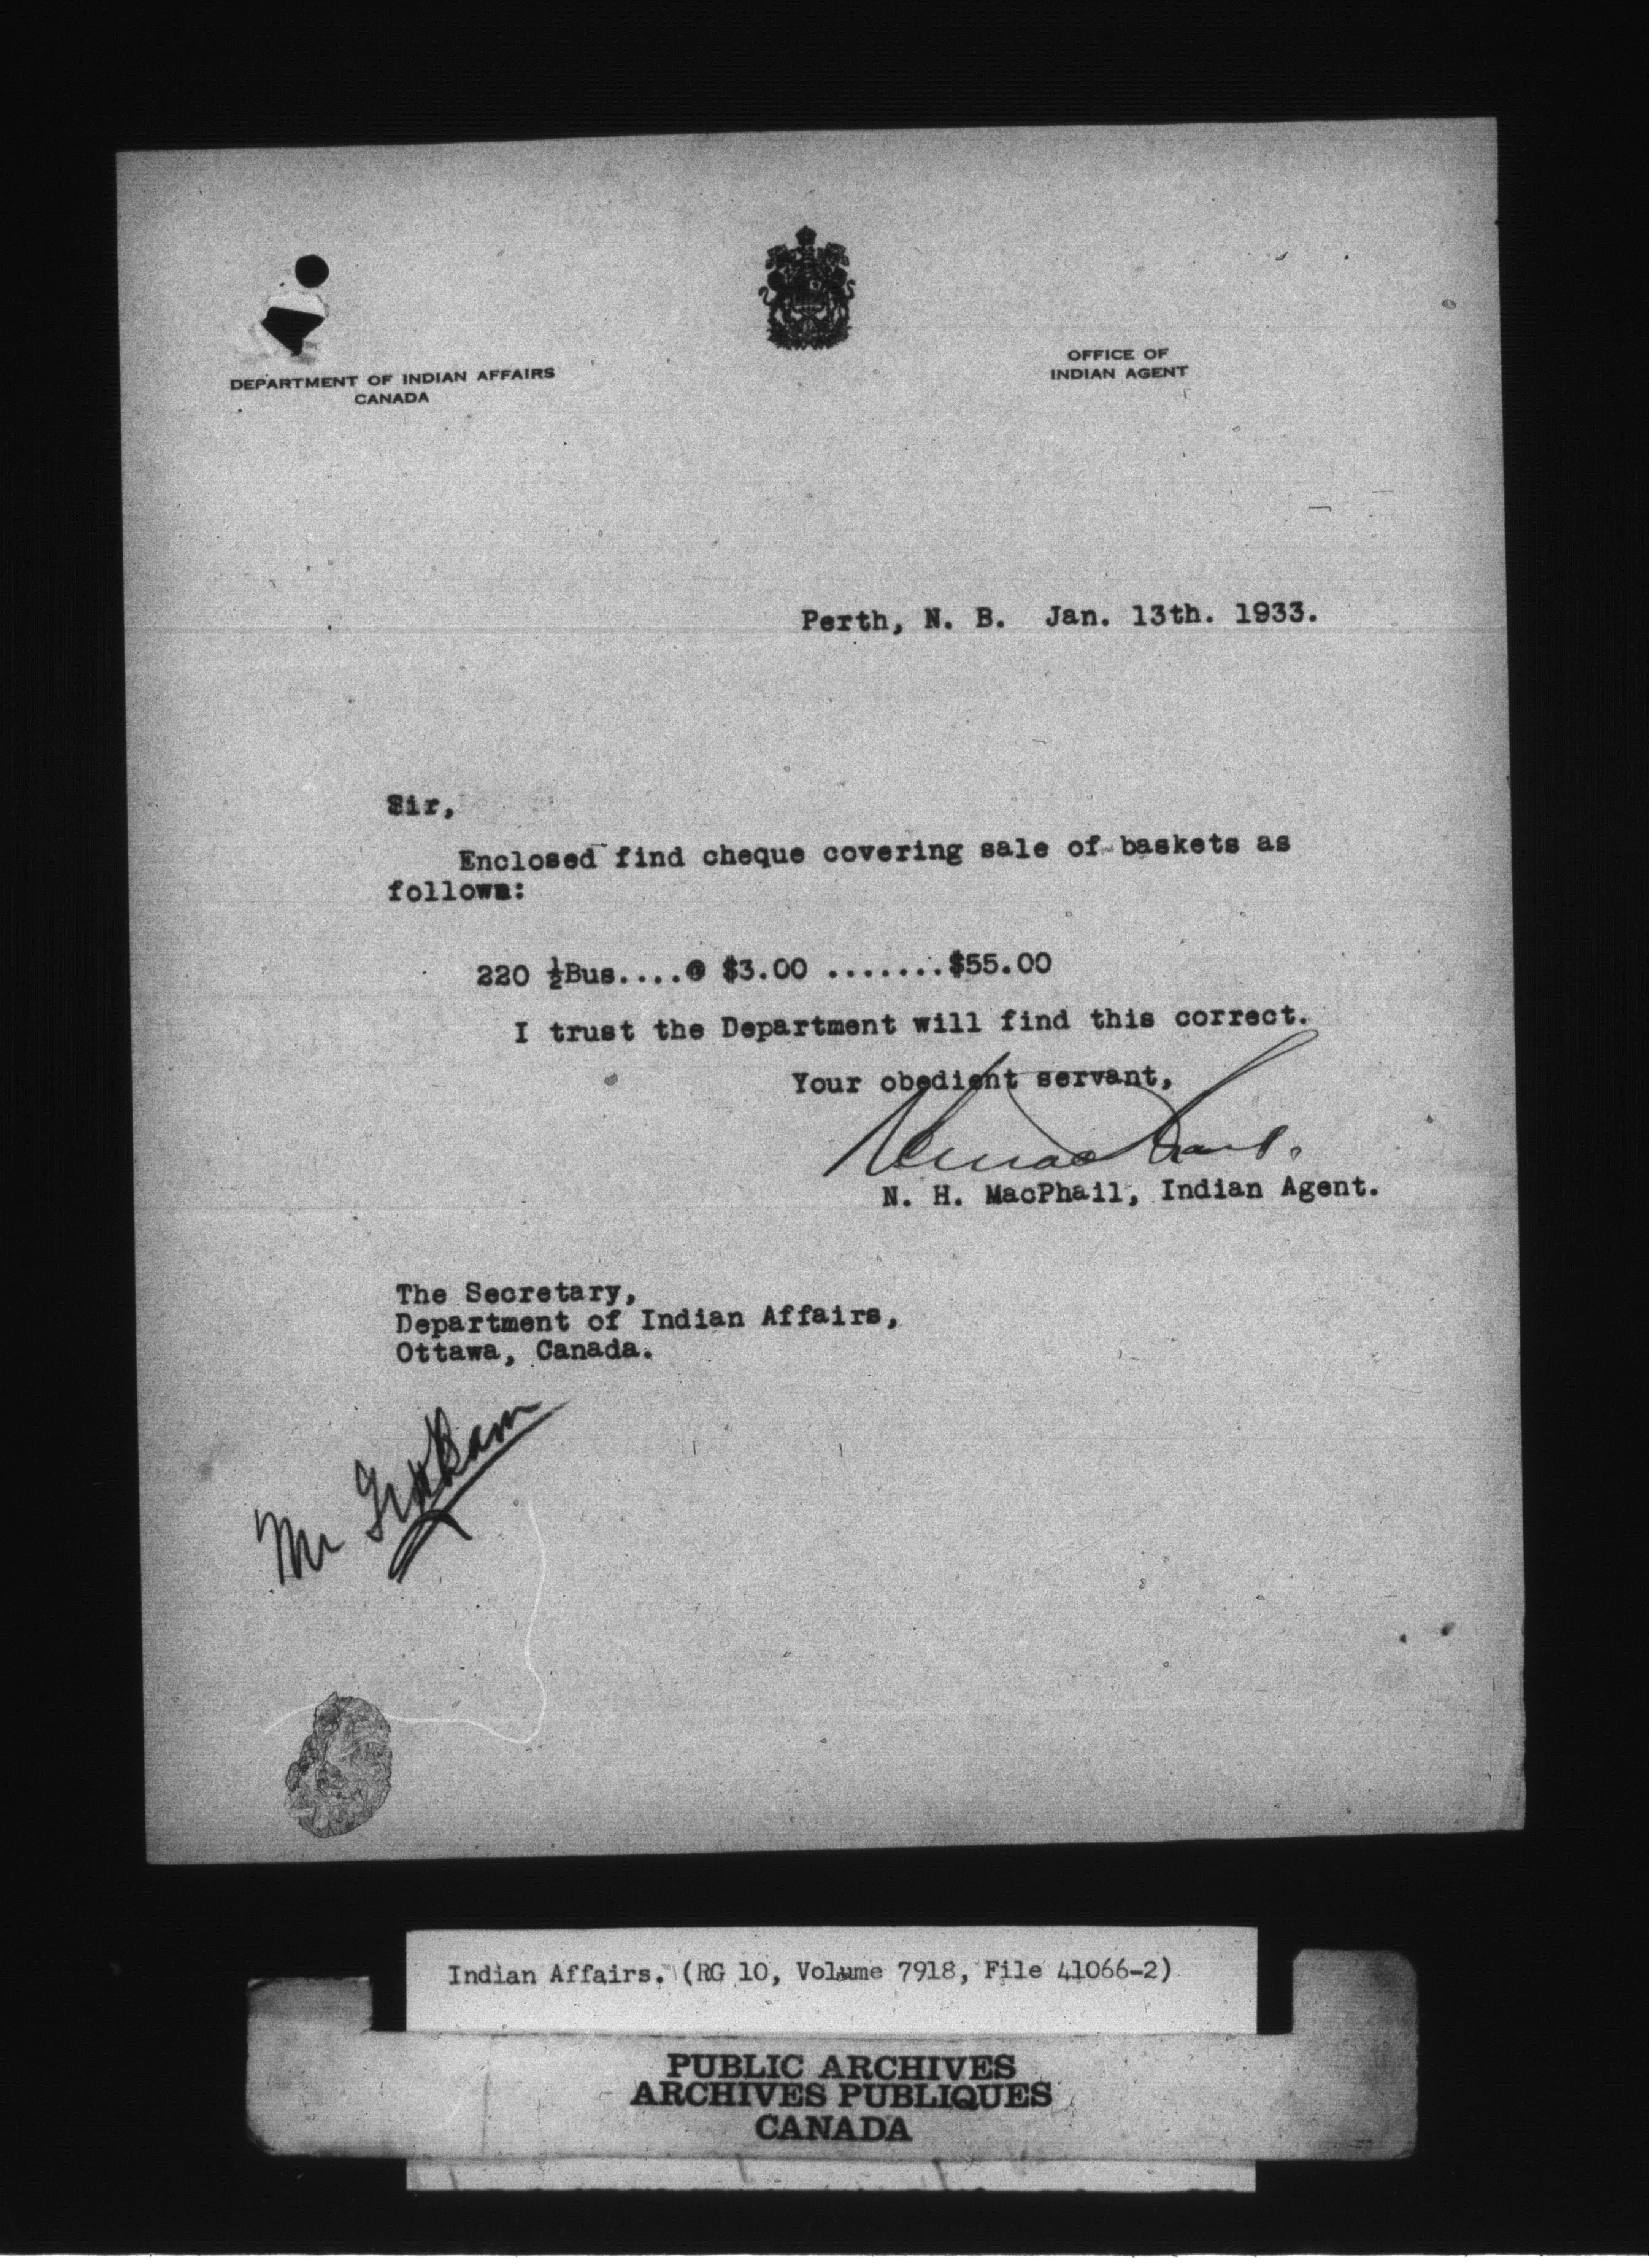 DEPARTMENT OF INDIAN AFFAIRS
CANADA
OFFICE OF
INDIAN AGENT
Perth, N. B. Jan. 13th. 1933.
Sir,
Enclosed find cheque covering sale of baskets as
follows:
220 ½Bus....@ $3.00 .......$55.00
I trust the Department will find this correct.
Your obedient servant,
N. H. MacPhail, Indian Agent.
The Secretary,
Department of Indian Affairs,
Ottawa, Canada.
Mr Graham
Indian Affairs. (RG 10, Volume 7918, File 41066-2)
PUBLIC ARCHIVES
ARCHIVES PUBLIQUES
CANADA